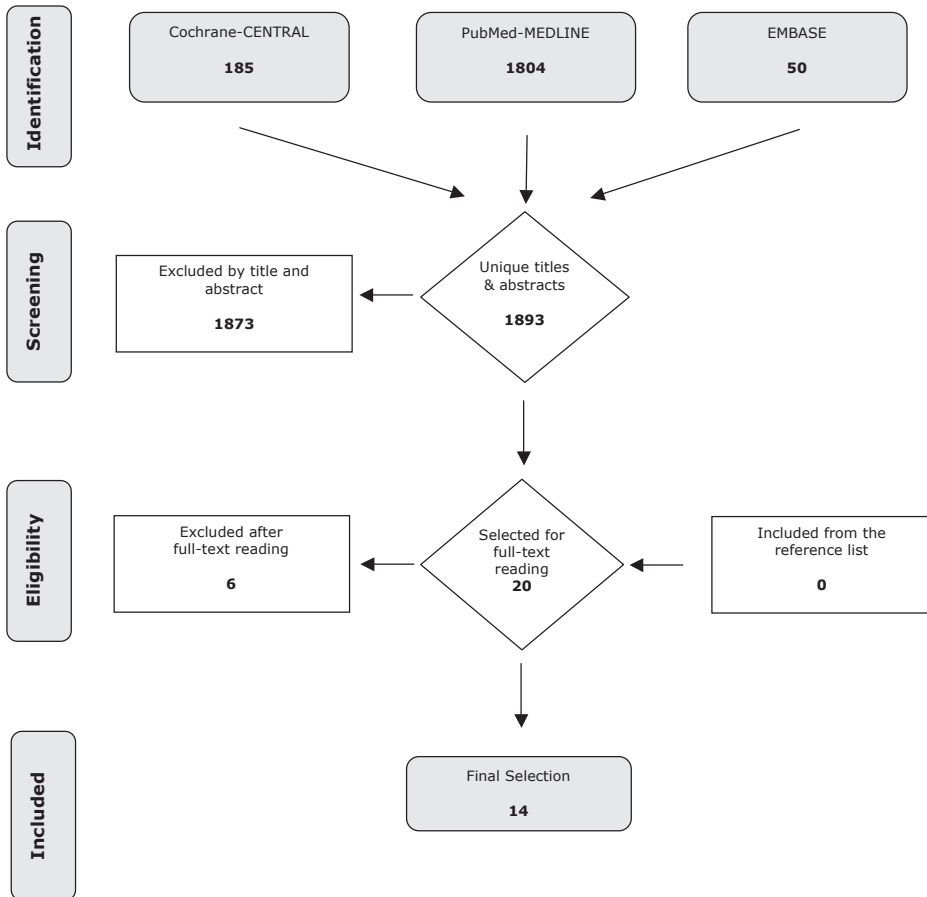 Identification
Cochrane-CENTRAL
185
PubMed-MEDLINE
1804
EMBASE
50
Screening
Excluded by title and
abstract
1873
Unique titles
& abstracts
1893
Eligibility
Excluded after
full-text reading
6
Selected for
full-text
reading
20
Included from the
reference list
0
Included
Final Selection
14